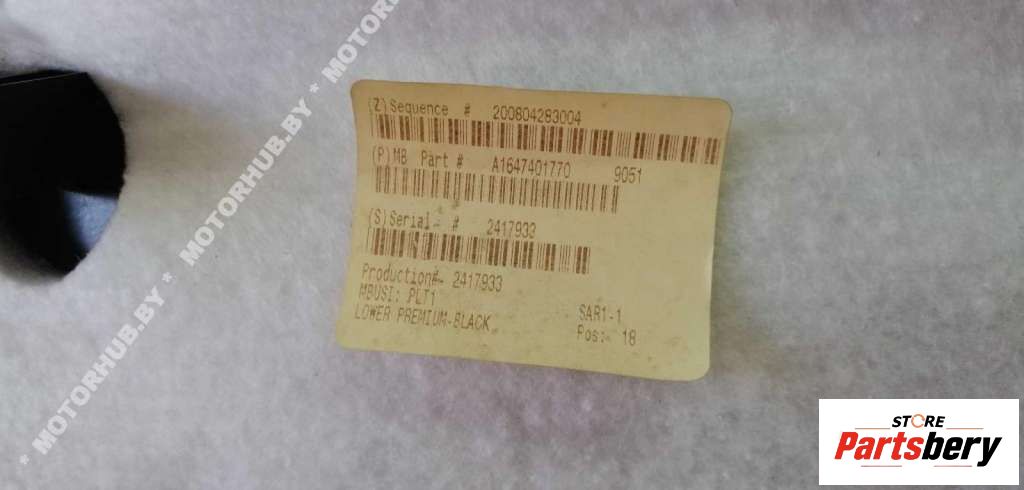 (Z)Sequence # 200804283004
(P)MB Part # A1647401770 9051
(S)Serial- # 2417933
Production#- 2417933
MBUSI: PLT1 SAR1-1
LOWER PREMIUM-BLACK Pos:- 18
* MOTORHUB.BY * MOTORHUB.BY * MOTORHUB.BY
STORE
Partsbery